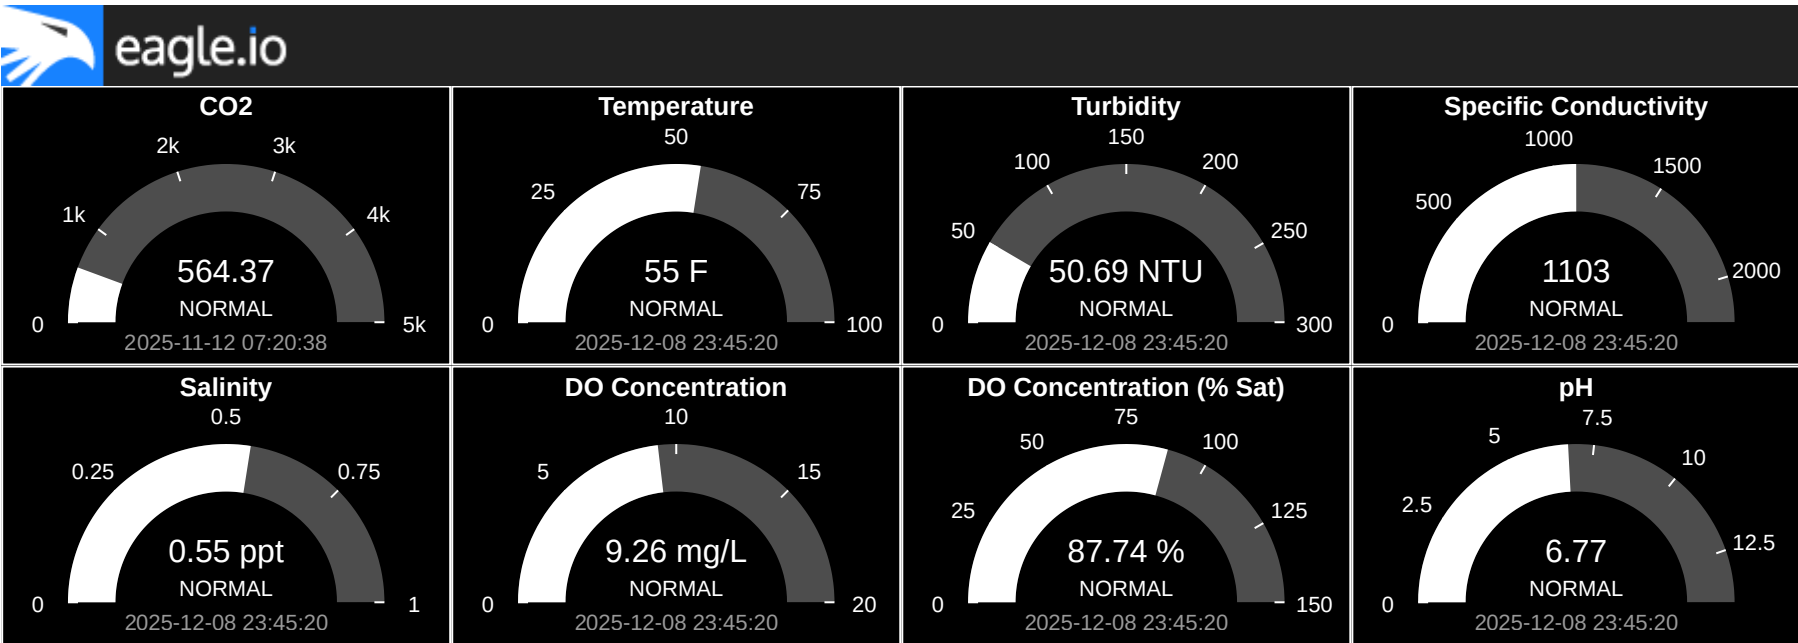 eagle.io
CO2
0
1k
2k
3k
4k
5k
564.37
NORMAL
2025-11-12 07:20:38
Temperature
0
25
50
75
100
55 F
NORMAL
2025-12-08 23:45:20
Turbidity
0
50
100
150
200
250
300
50.69 NTU
NORMAL
2025-12-08 23:45:20
Specific Conductivity
0
500
1000
1500
2000
1103
NORMAL
2025-12-08 23:45:20
Salinity
0
0.25
0.5
0.75
1
0.55 ppt
NORMAL
2025-12-08 23:45:20
DO Concentration
0
5
10
15
20
9.26 mg/L
NORMAL
2025-12-08 23:45:20
DO Concentration (% Sat)
0
25
50
75
100
125
150
87.74 %
NORMAL
2025-12-08 23:45:20
pH
0
2.5
5
7.5
10
12.5
6.77
NORMAL
2025-12-08 23:45:20